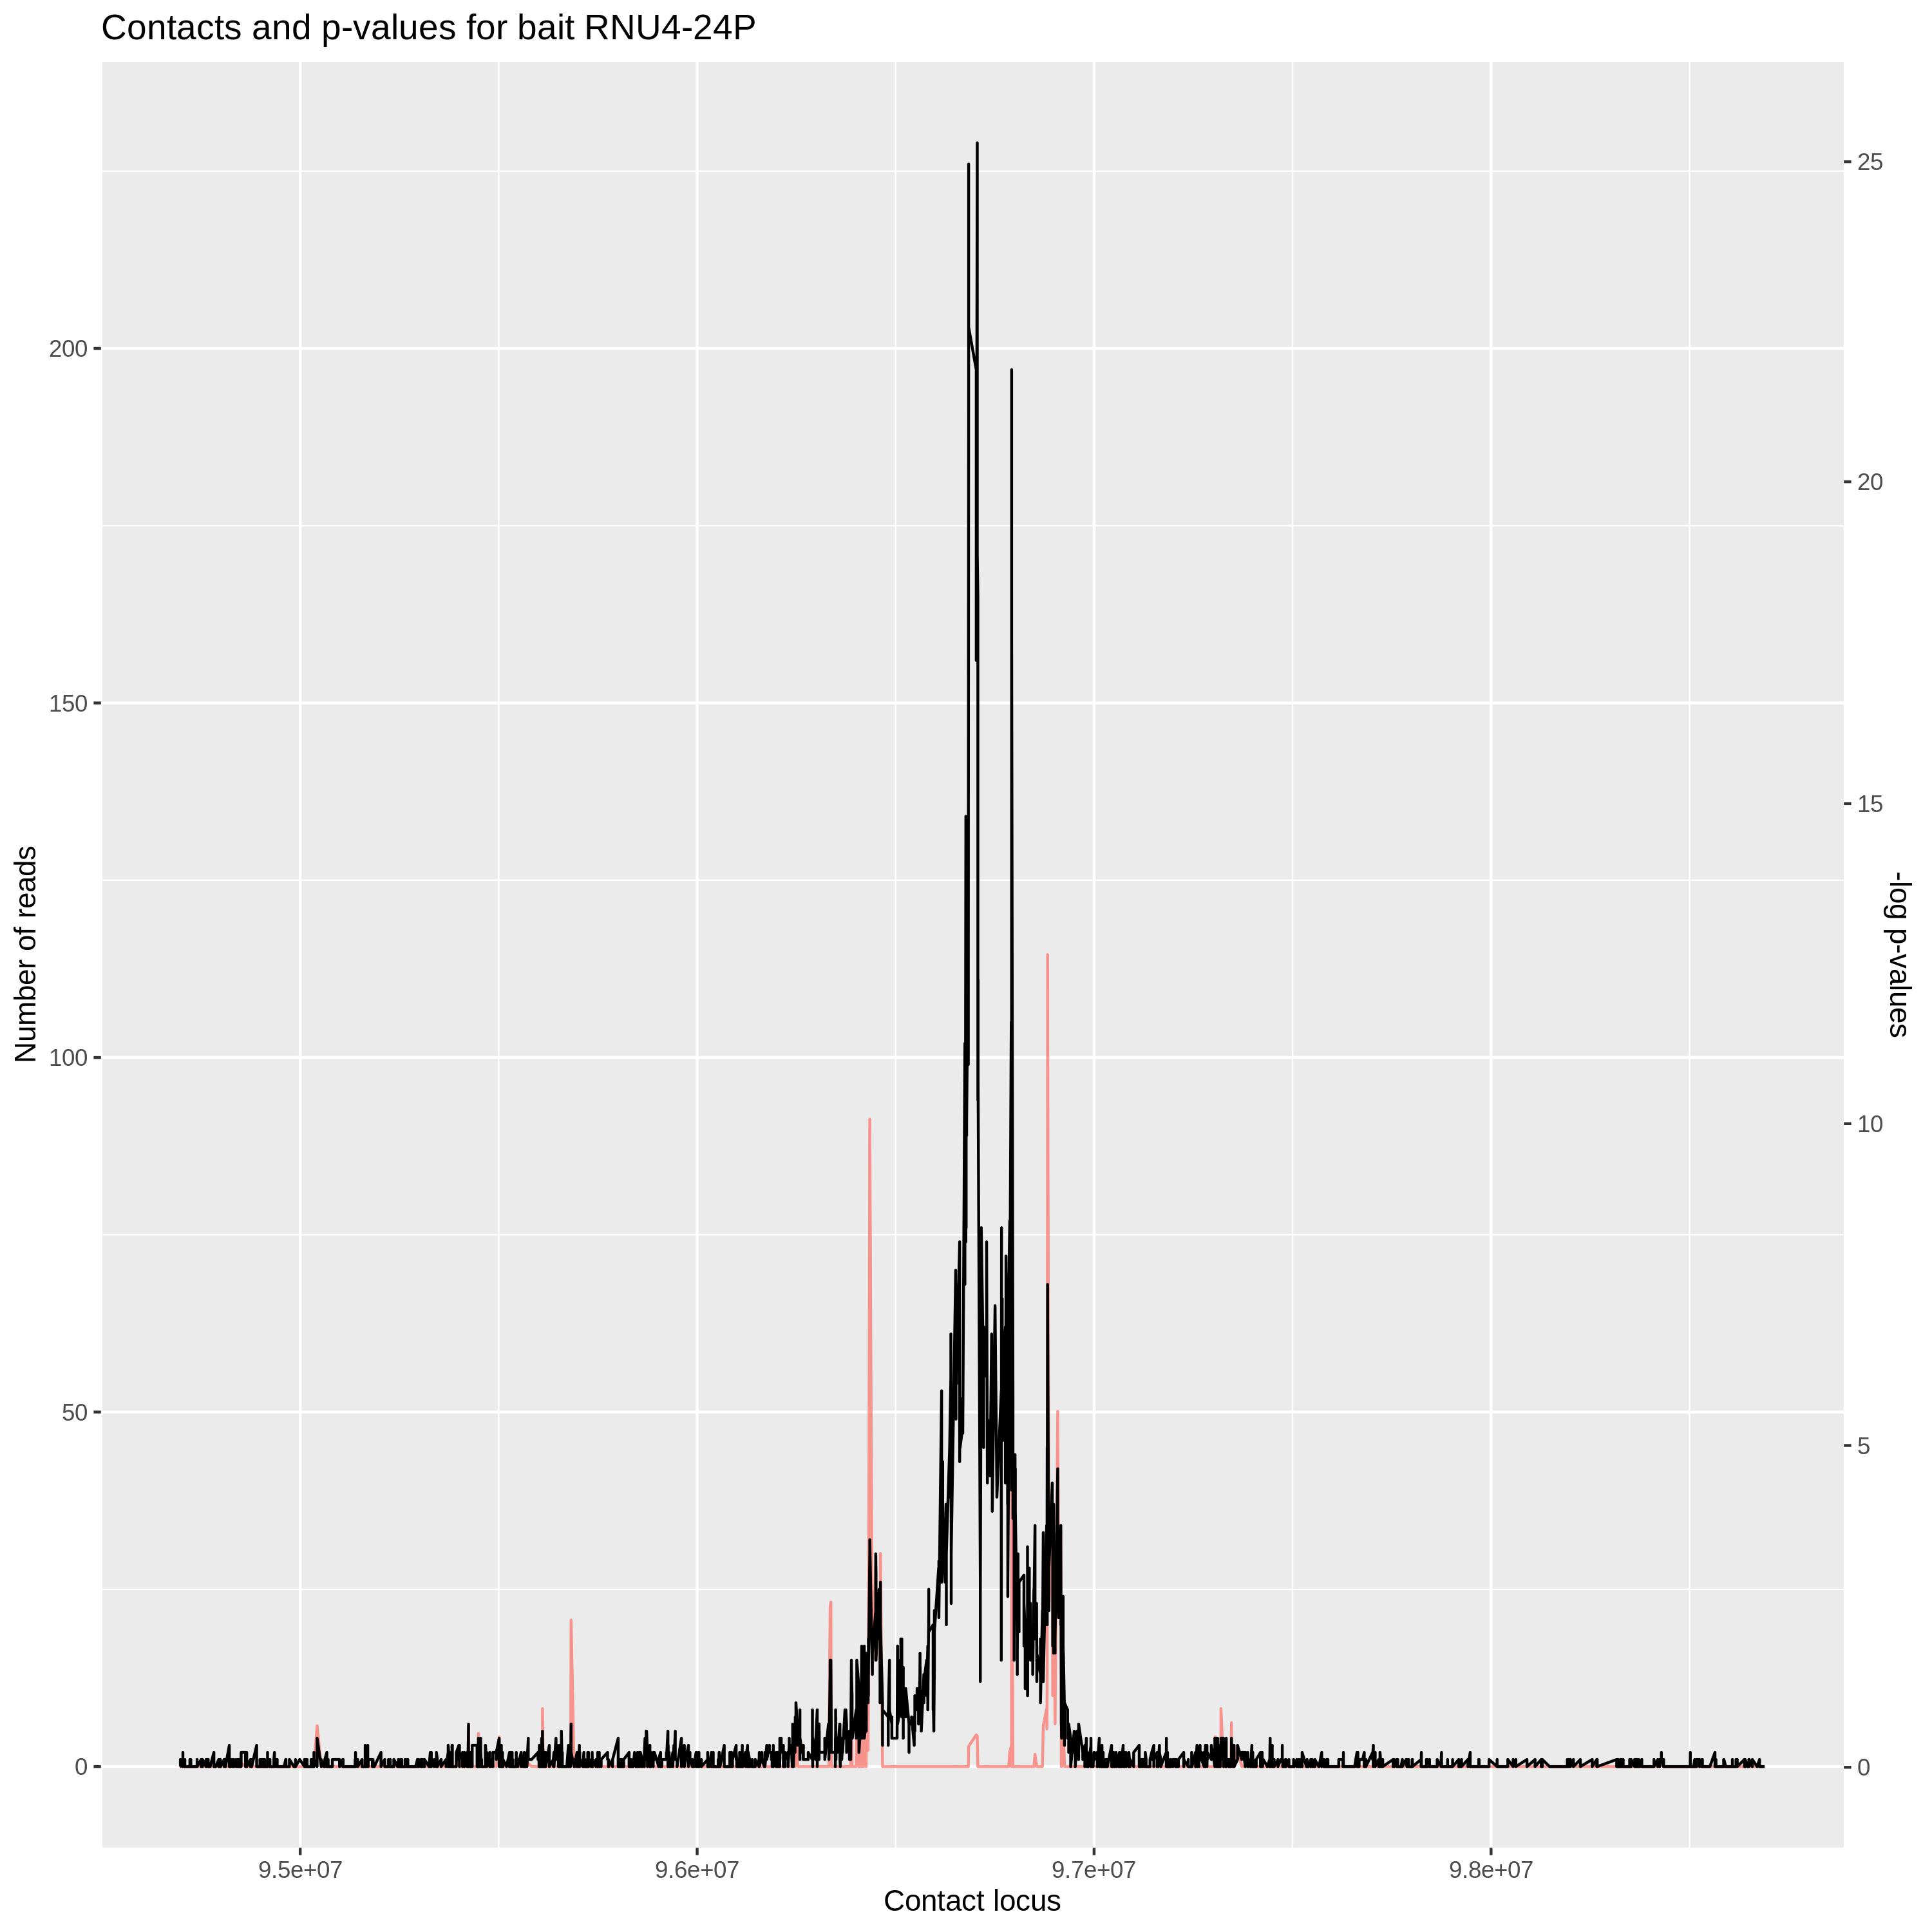 Contacts and p-values for bait RNU4-24P
Number of reads
200
150
100
50
0
25
20
15
10
5
0
-log p-values
9.5e+07
9.6e+07
9.7e+07
9.8e+07
Contact locus